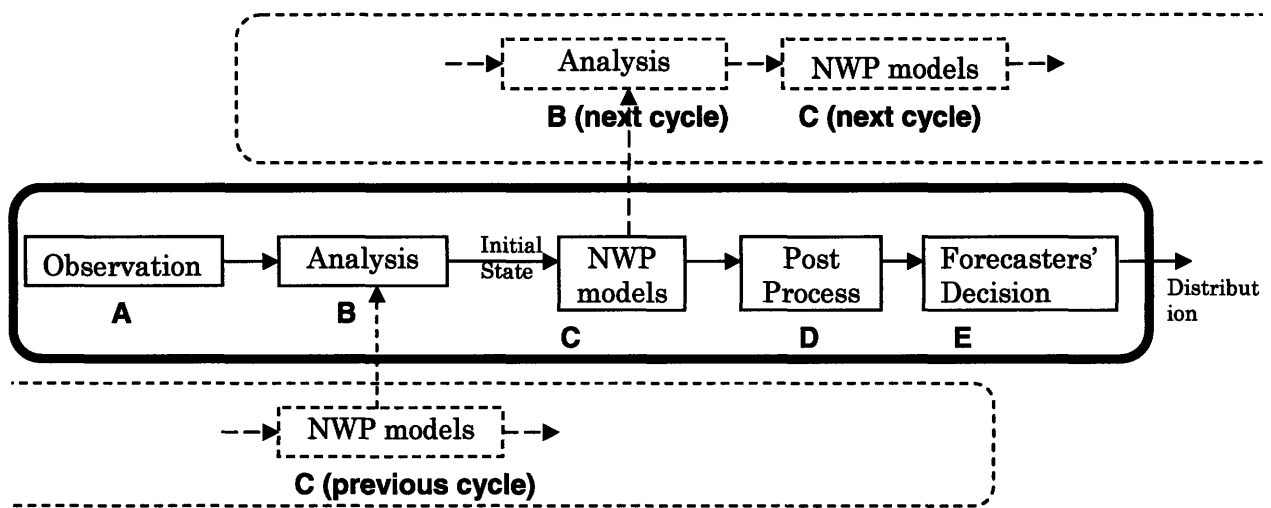 Analysis
NWP models
B (next cycle)
C (next cycle)
Observation
A
Analysis
B
Initial
State
NWP
models
C
Post
Process
D
Forecasters'
Decision
E
Distribut
ion
NWP models
C (previous cycle)